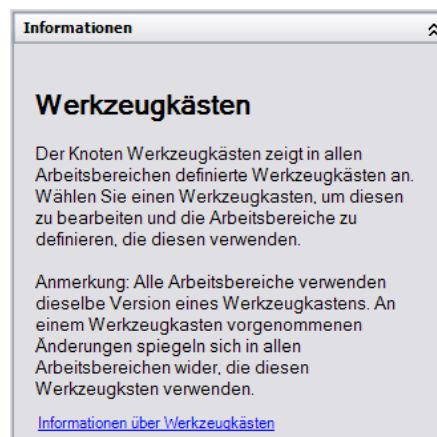 Informationen
Werkzeugkästen
Der Knoten Werkzeugkästen zeigt in allen
Arbeitsbereichen definierte Werkzeugkästen an.
Wählen Sie einen Werkzeugkasten, um diesen
zu bearbeiten und die Arbeitsbereiche zu
definieren, die diesen verwenden.
Anmerkung: Alle Arbeitsbereiche verwenden
dieselbe Version eines Werkzeugkastens. An
einem Werkzeugkasten vorgenommenen
Änderungen spiegeln sich in allen
Arbeitsbereichen wider, die diesen
Werkzeugksten verwenden.
Informationen über Werkzeugkästen